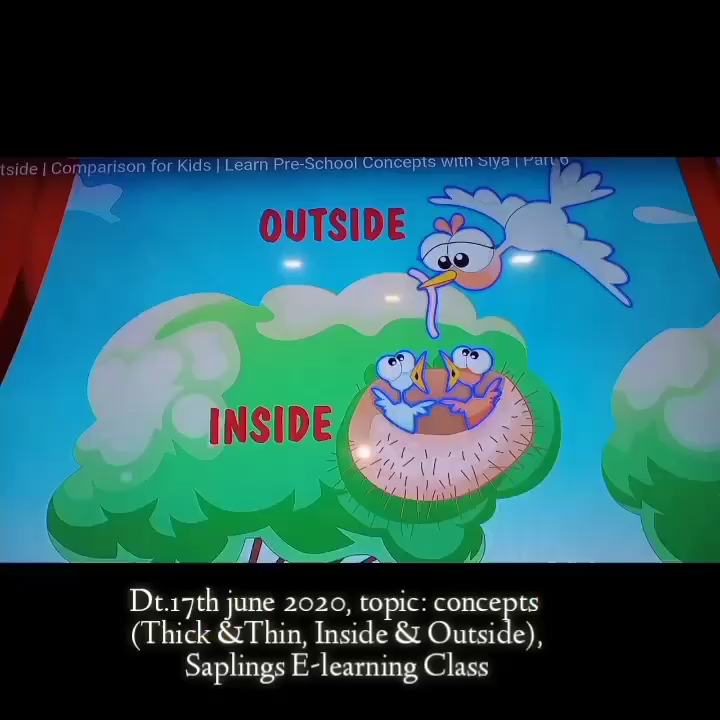 tside | Comparison for Kids | Learn Pre-School Concepts with Siya | Part 6
OUTSIDE
INSIDE
Dt.17th june 2020, topic: concepts
(Thick &Thin, Inside & Outside),
Saplings E-learning Class